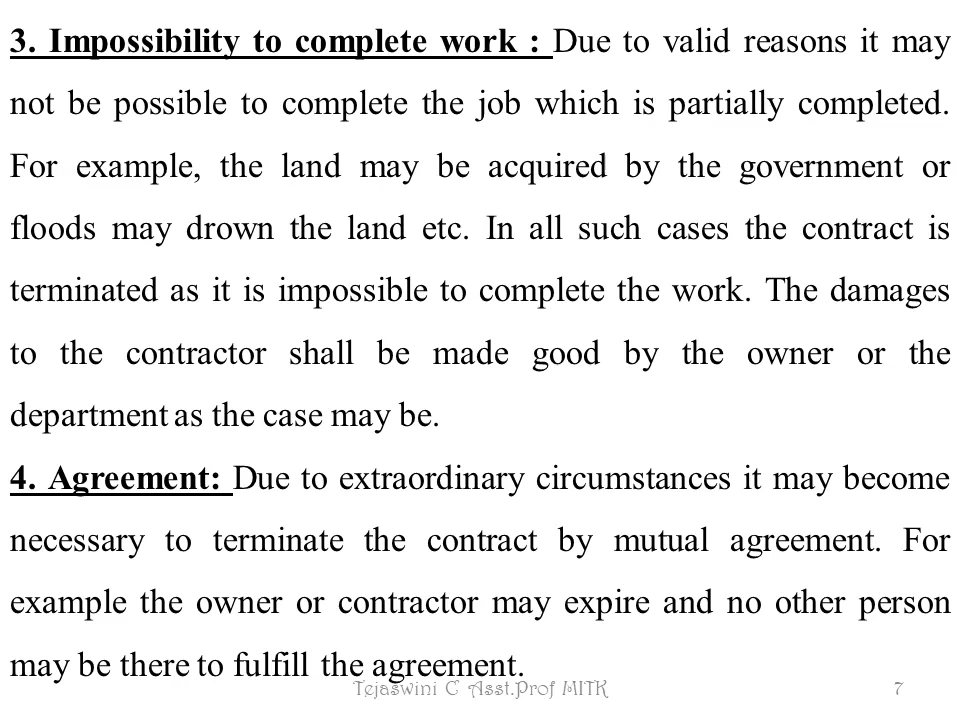 3. Impossibility to complete work : Due to valid reasons it may
not be possible to complete the job which is partially completed.
For example, the land may be acquired by the government or
floods may drown the land etc. In all such cases the contract is
terminated as it is impossible to complete the work. The damages
to the contractor shall be made good by the owner or the
department as the case may be.
4. Agreement: Due to extraordinary circumstances it may become
necessary to terminate the contract by mutual agreement. For
example the owner or contractor may expire and no other person
may be there to fulfill the agreement.
Tejaswini C Asst.Prof MITK 7